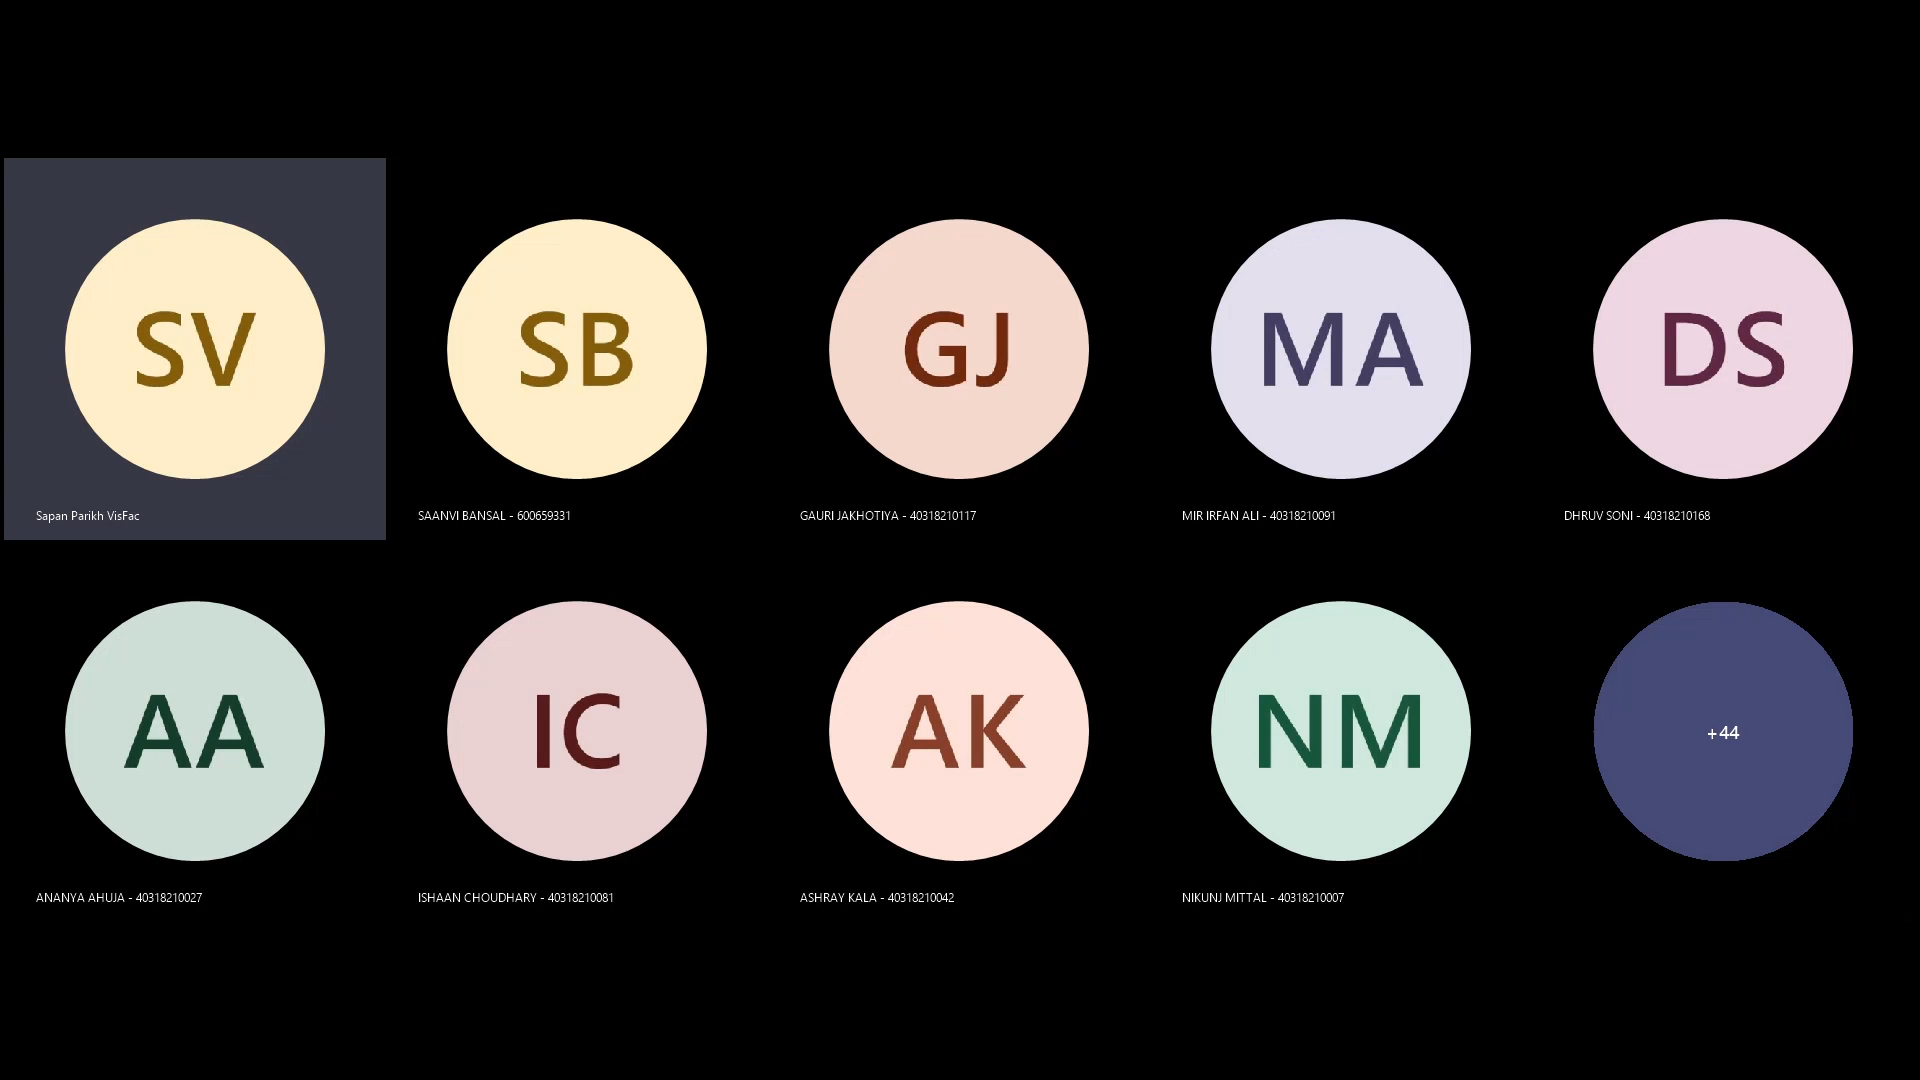 SV
SB
GJ
MA
DS
Sapan Parikh VisFac
SAANVI BANSAL - 600659331
GAURI JAKHOTIYA - 40318210117
MIR IRFAN ALI - 40318210091
DHRUV SONI - 40318210168
AA
IC
AK
NM
+44
ANANYA AHUJA - 40318210027
ISHAAN CHOUDHARY - 40318210081
ASHRAY KALA - 40318210042
NIKUNJ MITTAL - 40318210007